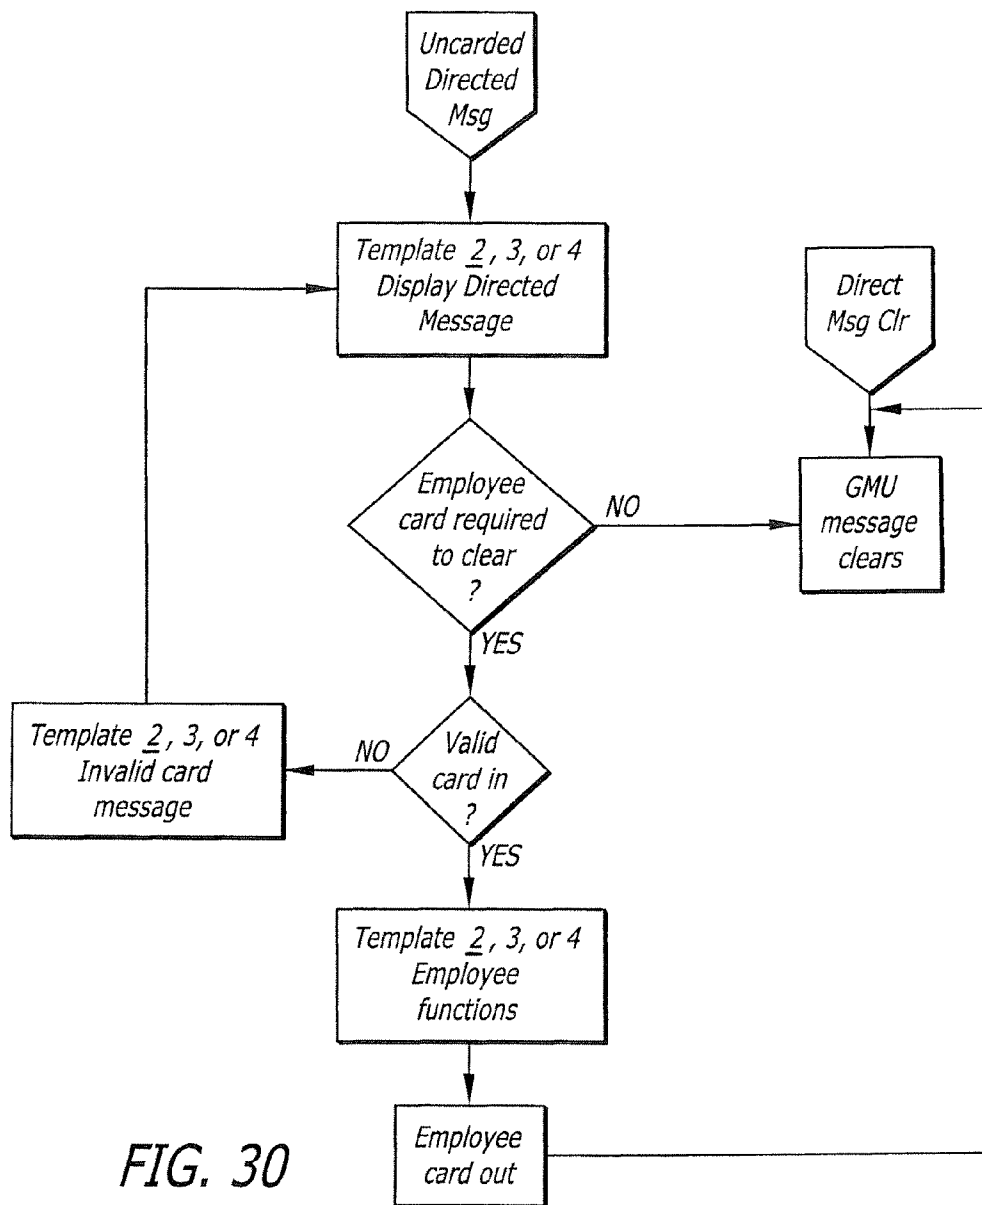 Uncarded
Directed
Msg
Template 2, 3, or 4
Display Directed
Message
Direct
Msg Clr
Employee
card required
to clear
?
NO
GMU
message
clears
YES
Template 2, 3, or 4
Invalid card
message
NO
Valid
card in
?
YES
Template 2, 3, or 4
Employee
functions
Employee
card out
FIG. 30